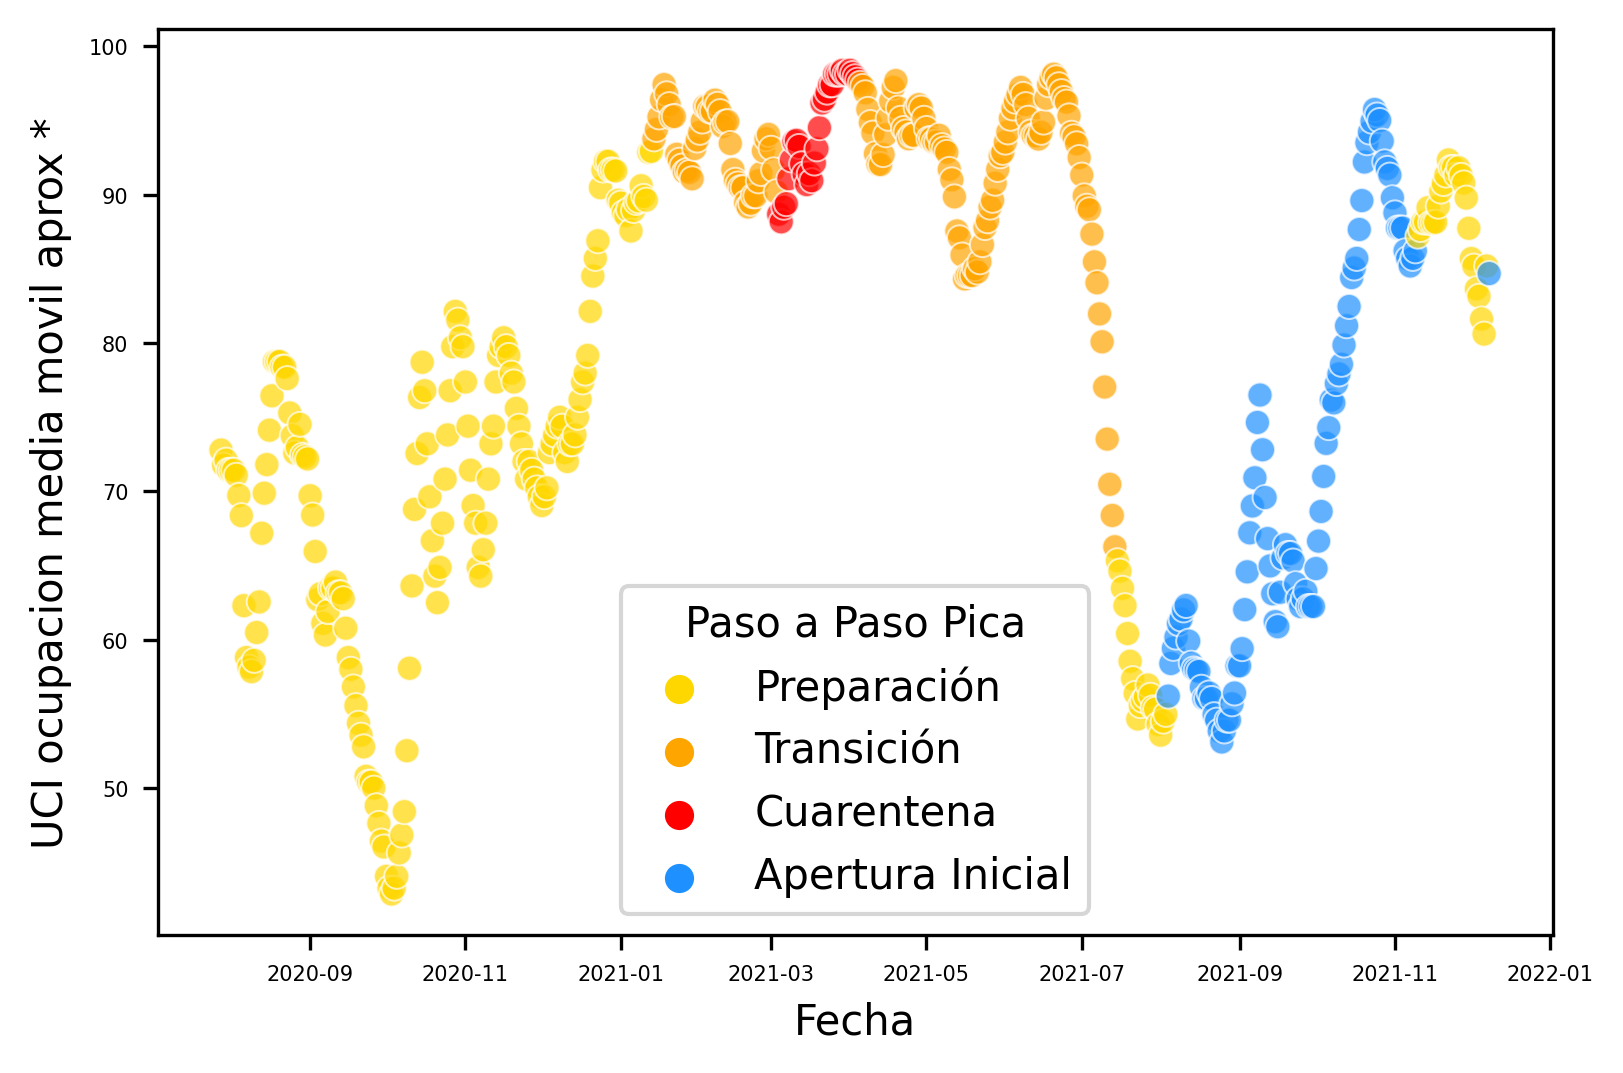 100
90
80
70
60
50
UCI ocupacion media movil aprox *
Paso a Paso Pica
Preparación
Transición
Cuarentena
Apertura Inicial
2020-09 2020-11 2021-01 2021-03 2021-05 2021-07 2021-09 2021-11 2022-01
Fecha